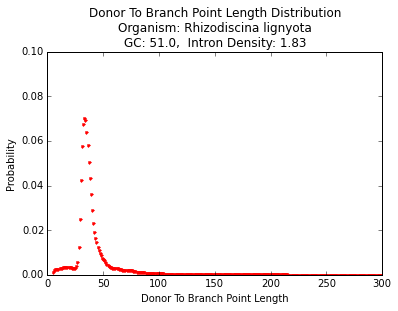 Donor To Branch Point Length Distribution
Organism: Rhizodiscina lignyota
GC: 51.0,  Intron Density: 1.83
0.10
0.08
0.06
0.04
0.02
0.00
Probability
0 50 100 150 200 250 300
Donor To Branch Point Length